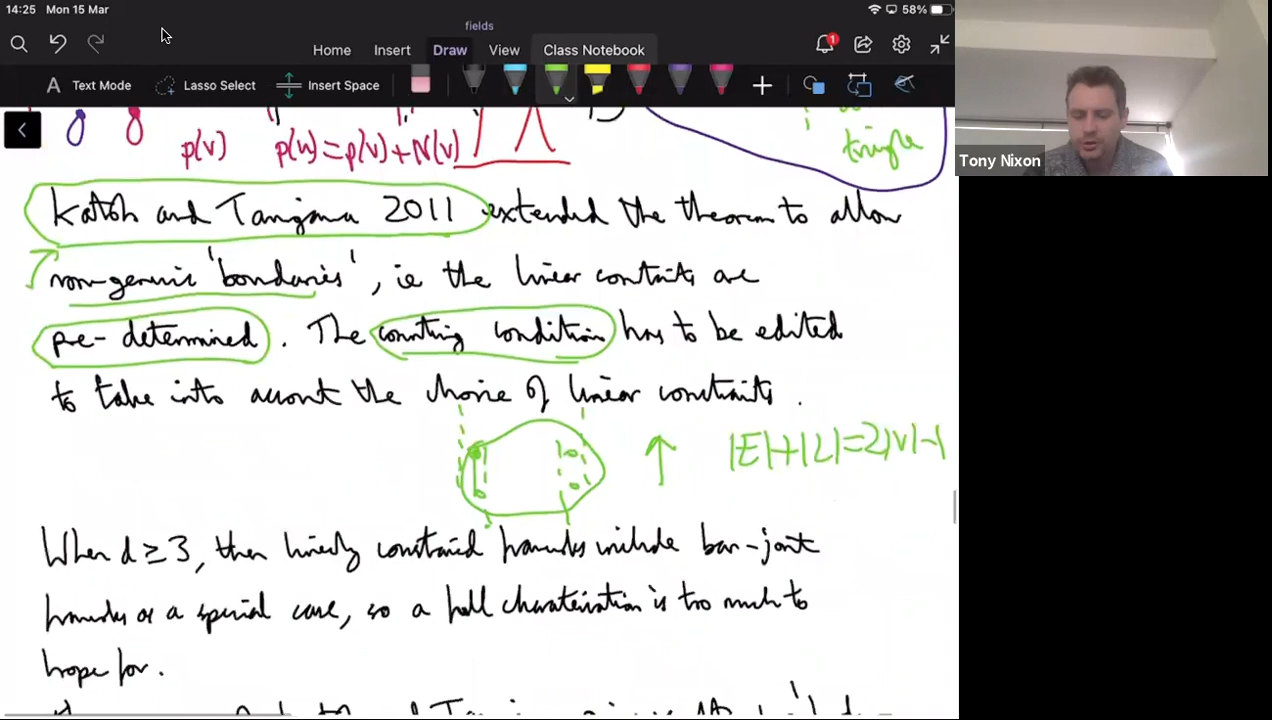 14:25 Mon 15 Mar
58%
fields
Home Insert Draw View Class Notebook
1
A Text Mode Lasso Select Insert Space
Tony Nixon
p(v) p(w)=p(v)+N(v)
triangle
Katoh and Tanigawa 2011 extended the theorem to allow
non-generic 'boundaries', ie the linear constraints are
pre-determined. The counting condition has to be edited
to take into account the choice of linear constraints.
|E|+|L|=2|V|-1
When d ≥ 3, then linearly constrained frameworks include bar-joint
frameworks as a special case, so a full characterisation is too much to
hope for.